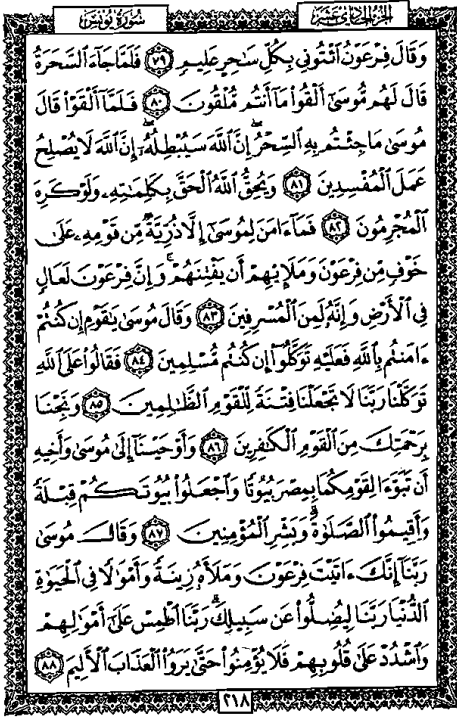 الجزء الحادي عشر سورة يونس
وَقَالَ فِرْعَوْنُ ٱئْتُونِى بِكُلِّ سَٰحِرٍ عَلِيمٍ ٧٩ فَلَمَّا جَآءَ ٱلسَّحَرَةُ
قَالَ لَهُم مُّوسَىٰٓ أَلْقُوا۟ مَآ أَنتُم مُّلْقُونَ ٨٠ فَلَمَّآ أَلْقَوْا۟ قَالَ
مُوسَىٰ مَا جِئْتُم بِهِ ٱلسِّحْرُ إِنَّ ٱللَّهَ سَيُبْطِلُهُۥٓ إِنَّ ٱللَّهَ لَا يُصْلِحُ
عَمَلَ ٱلْمُفْسِدِينَ ٨١ وَيُحِقُّ ٱللَّهُ ٱلْحَقَّ بِكَلِمَٰتِهِۦ وَلَوْ كَرِهَ
ٱلْمُجْرِمُونَ ٨٢ فَمَآ ءَامَنَ لِمُوسَىٰٓ إِلَّا ذُرِّيَّةٌ مِّن قَوْمِهِۦ عَلَىٰ
خَوْفٍ مِّن فِرْعَوْنَ وَمَلَإِي۟هِمْ أَن يَفْتِنَهُمْ ۚ وَإِنَّ فِرْعَوْنَ لَعَالٍ
فِى ٱلْأَرْضِ وَإِنَّهُۥ لَمِنَ ٱلْمُسْرِفِينَ ٨٣ وَقَالَ مُوسَىٰ يَٰقَوْمِ إِن كُنتُمْ
ءَامَنتُم بِٱللَّهِ فَعَلَيْهِ تَوَكَّلُوٓا۟ إِن كُنتُم مُّسْلِمِينَ ٨٤ فَقَالُوا۟ عَلَى ٱللَّهِ
تَوَكَّلْنَا رَبَّنَا لَا تَجْعَلْنَا فِتْنَةً لِّلْقَوْمِ ٱلظَّٰلِمِينَ ٨٥ وَنَجِّنَا
بِرَحْمَتِكَ مِنَ ٱلْقَوْمِ ٱلْكَٰفِرِينَ ٨٦ وَأَوْحَيْنَآ إِلَىٰ مُوسَىٰ وَأَخِيهِ
أَن تَبَوَّءَا لِقَوْمِكُمَا بِمِصْرَ بُيُوتًا وَٱجْعَلُوا۟ بُيُوتَكُمْ قِبْلَةً
وَأَقِيمُوا۟ ٱلصَّلَوٰةَ ۗ وَبَشِّرِ ٱلْمُؤْمِنِينَ ٨٧ وَقَالَ مُوسَىٰ
رَبَّنَآ إِنَّكَ ءَاتَيْتَ فِرْعَوْنَ وَمَلَأَهُۥ زِينَةً وَأَمْوَٰلًا فِى ٱلْحَيَوٰةِ
ٱلدُّنْيَا رَبَّنَا لِيُضِلُّوا۟ عَن سَبِيلِكَ ۖ رَبَّنَا ٱطْمِسْ عَلَىٰٓ أَمْوَٰلِهِمْ
وَٱشْدُدْ عَلَىٰ قُلُوبِهِمْ فَلَا يُؤْمِنُوا۟ حَتَّىٰ يَرَوُا۟ ٱلْعَذَابَ ٱلْأَلِيمَ ٨٨
٢١٨